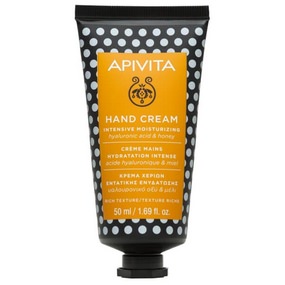 APIVITA
HAND CREAM
INTENSIVE MOISTURIZING
hyaluronic acid & honey
CRÈME MAINS
HYDRATATION INTENSE
acide hyaluronique & miel
ΚΡΕΜΑ ΧΕΡΙΩΝ
ΕΝΤΑΤΙΚΗΣ ΕΝΥΔΑΤΩΣΗΣ
υαλουρονικό οξύ & μέλι
RICH TEXTURE/TEXTURE RICHE
50 ml / 1.69 fl. oz.